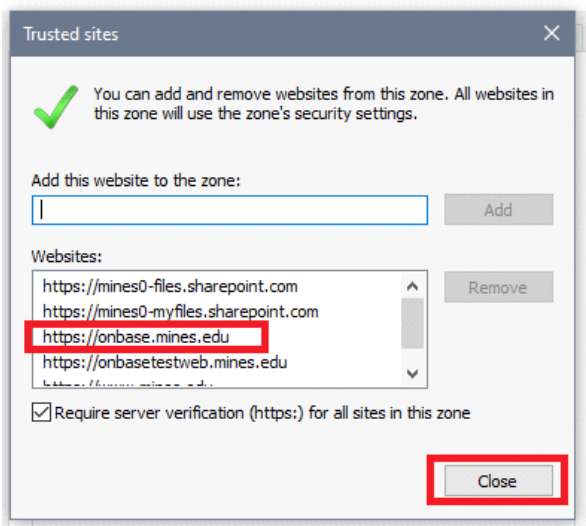 Trusted sites
You can add and remove websites from this zone. All websites in
this zone will use the zone's security settings.
Add this website to the zone:
Add
Websites:
https://mines0-files.sharepoint.com
Remove
https://mines0-myfiles.sharepoint.com
https://onbase.mines.edu
https://onbasetestweb.mines.edu
Require server verification (https:) for all sites in this zone
Close